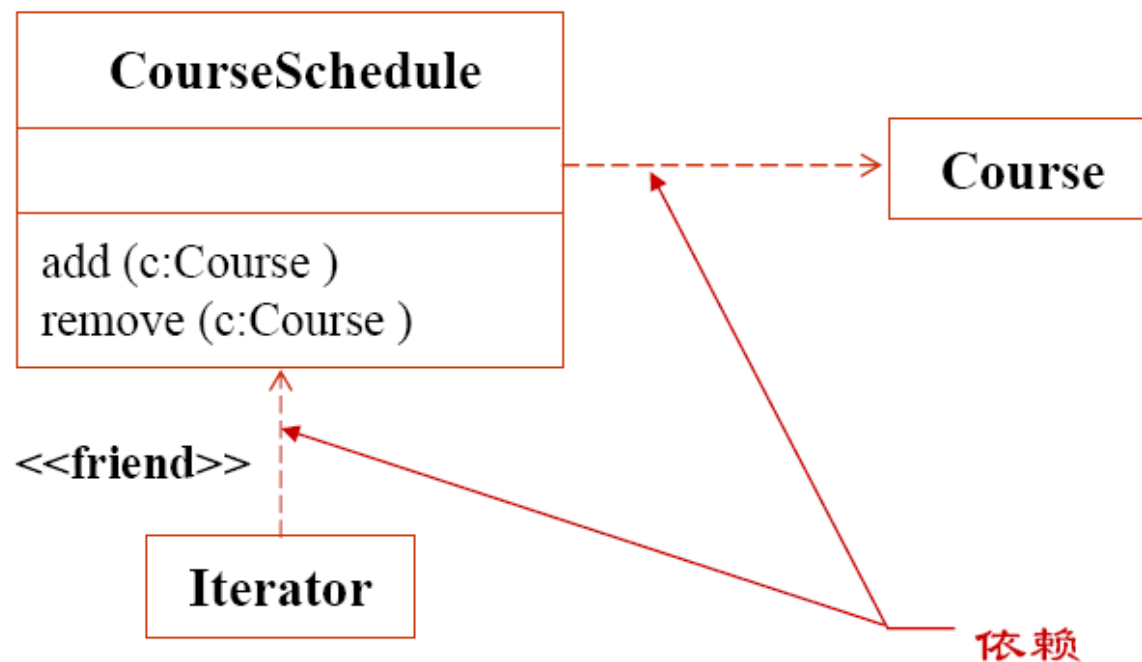 CourseSchedule
Course
add (c:Course )
remove (c:Course )
<<friend>>
Iterator
依赖